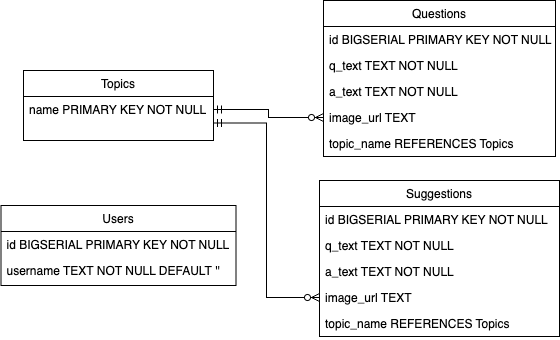 Questions
id BIGSERIAL PRIMARY KEY NOT NULL
q_text TEXT NOT NULL
a_text TEXT NOT NULL
image_url TEXT
topic_name REFERENCES Topics
Topics
name PRIMARY KEY NOT NULL
Suggestions
id BIGSERIAL PRIMARY KEY NOT NULL
q_text TEXT NOT NULL
a_text TEXT NOT NULL
image_url TEXT
topic_name REFERENCES Topics
Users
id BIGSERIAL PRIMARY KEY NOT NULL
username TEXT NOT NULL DEFAULT ''